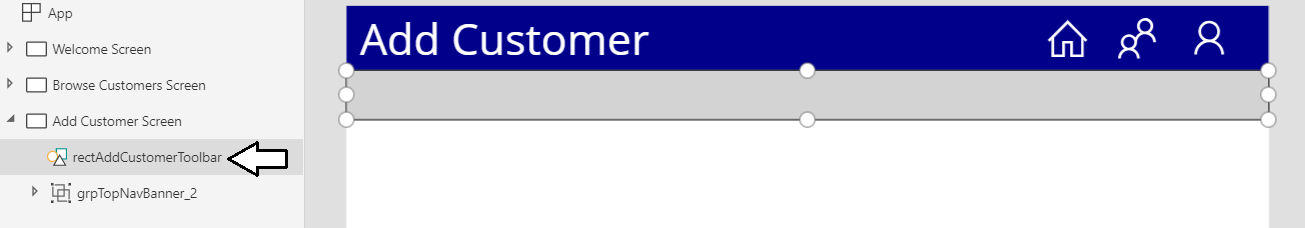 App
Welcome Screen
Browse Customers Screen
Add Customer Screen
rectAddCustomerToolbar
grpTopNavBanner_2
Add Customer